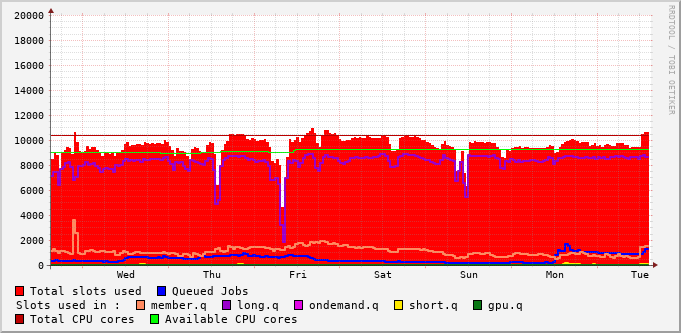 RRDTOOL / TOBI OETIKER
20000
18000
16000
14000
12000
10000
8000
6000
4000
2000
0
Wed Thu Fri Sat Sun Mon Tue
Total slots used Queued Jobs
Slots used in : member.q long.q ondemand.q short.q gpu.q
Total CPU cores Available CPU cores